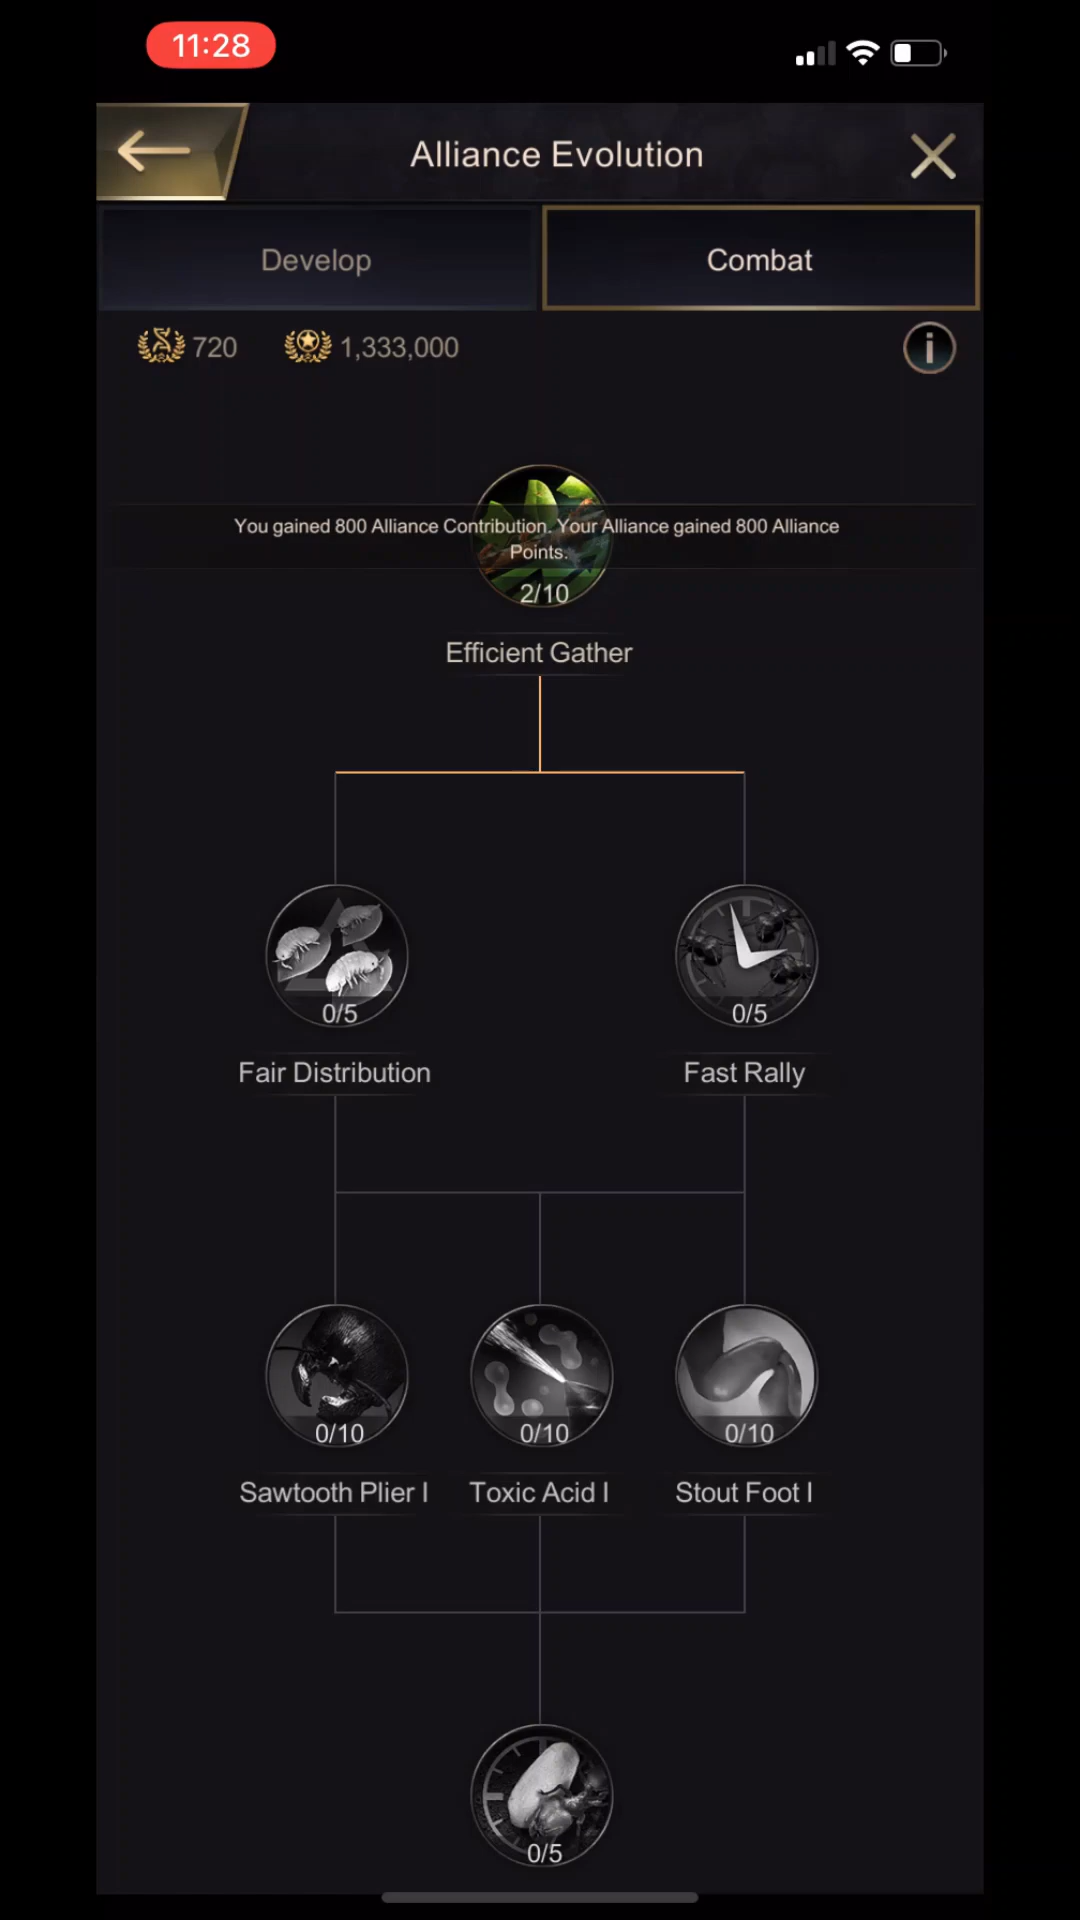 11:28
Alliance Evolution
Develop
Combat
720
1,333,000
You gained 800 Alliance Contribution. Your Alliance gained 800 Alliance
Points.
2/10
Efficient Gather
0/5
0/5
Fair Distribution
Fast Rally
0/10
0/10
0/10
Sawtooth Plier I
Toxic Acid I
Stout Foot I
0/5